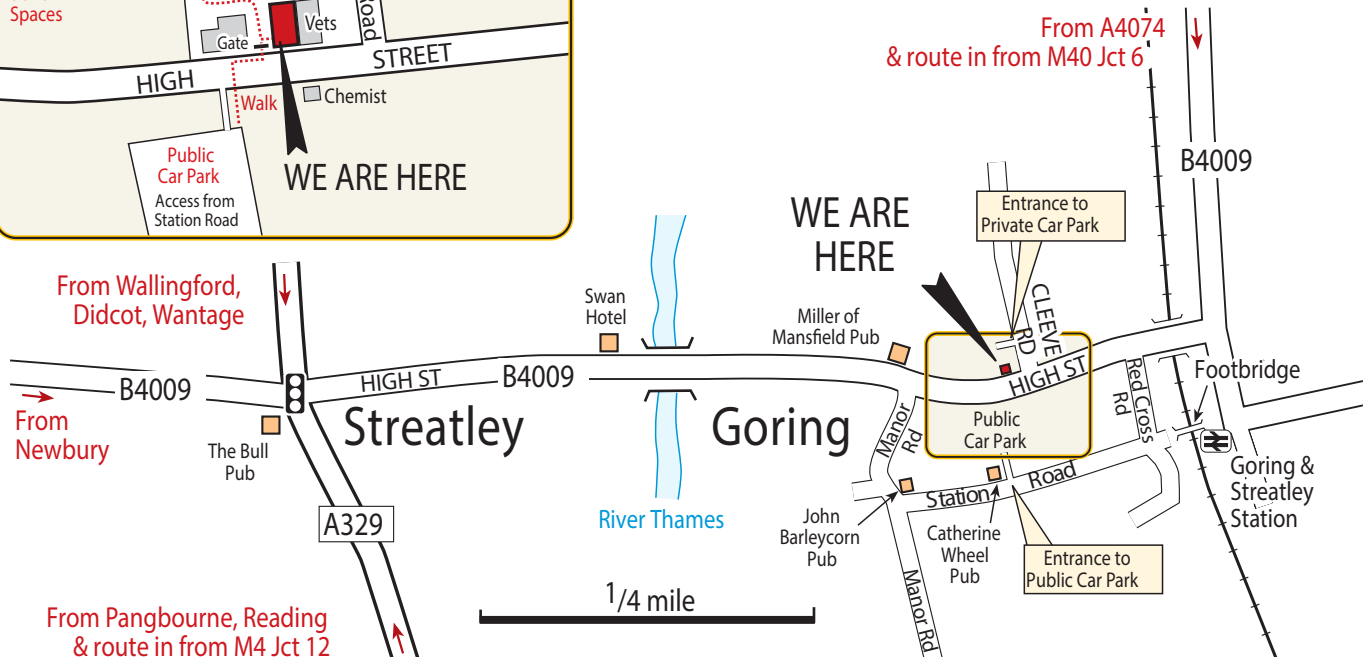 Spaces
Gate
Vets
Road
HIGH
STREET
Walk
Chemist
Public
Car Park
Access from
Station Road
WE ARE HERE
From A4074
& route in from M40 Jct 6
B4009
WE ARE
HERE
Entrance to
Private Car Park
CLEEVE
RD
From Wallingford,
Didcot, Wantage
Swan
Hotel
Miller of
Mansfield Pub
B4009
HIGH ST
B4009
HIGH ST
From
Newbury
The Bull
Pub
Streatley
Goring
Manor
Rd
Public
Car Park
Red Cross
Rd
Footbridge
Goring &
Streatley
Station
Station
Road
A329
River Thames
John
Barleycorn
Pub
Catherine
Wheel
Pub
Entrance to
Public Car Park
Manor Rd
1/4 mile
From Pangbourne, Reading
& route in from M4 Jct 12